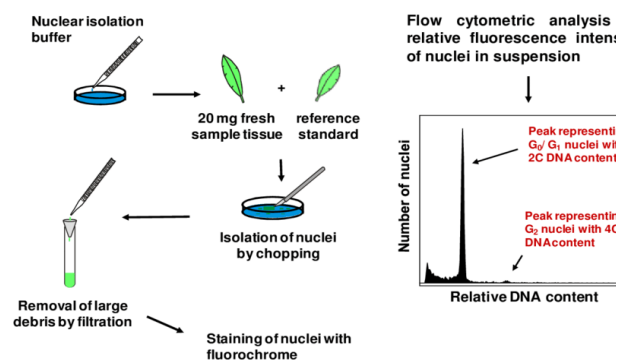 Nuclear isolation
buffer
20 mg fresh
sample tissue
+
reference
standard
Isolation of nuclei
by chopping
Removal of large
debris by filtration
Staining of nuclei with
fluorochrome
Flow cytometric analysis
relative fluorescence intens
of nuclei in suspension
Number of nuclei
Peak representin
G₀/ G₁ nuclei wit
2C DNA content
Peak representin
G₂ nuclei with 4C
DNAcontent
Relative DNA content